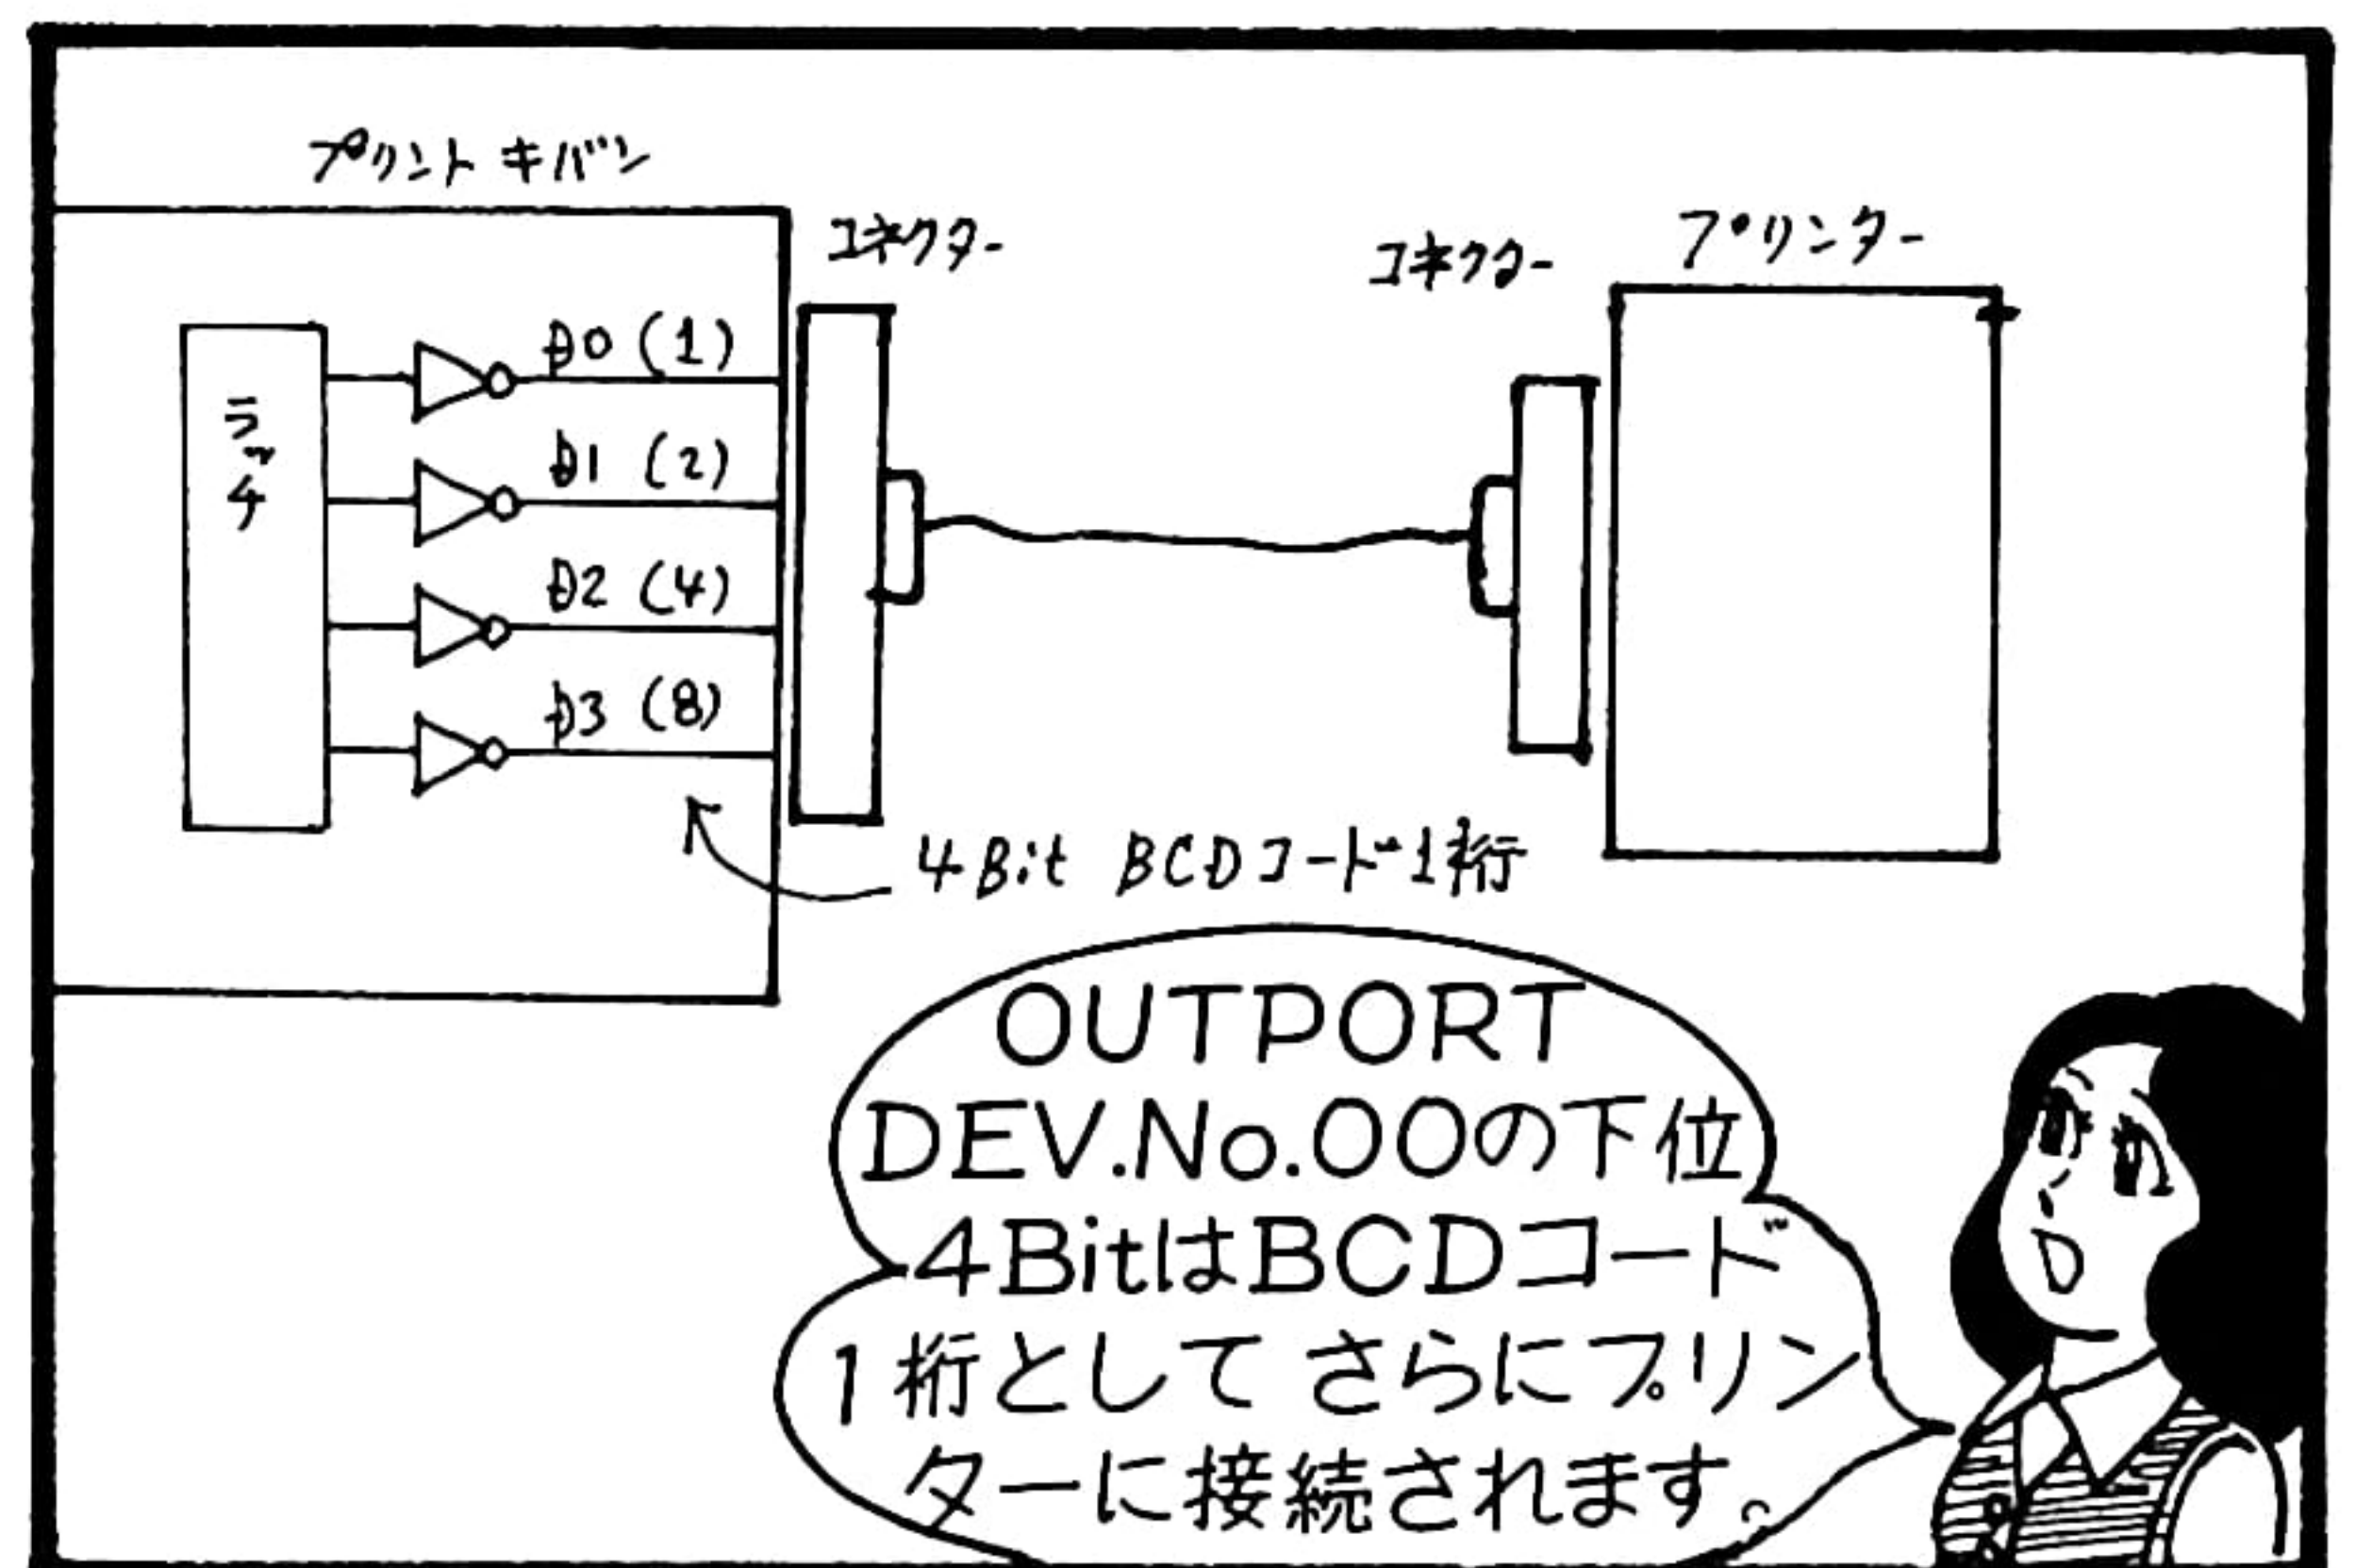 プリントキバン
コネクター
コネクター
プリンター
ラッチ
D0 (1)
D1 (2)
D2 (4)
D3 (8)
4Bit BCDコード1桁
OUTPORT
DEV.No.00の下位
4BitはBCDコード
1桁として さらにプリン
ターに接続されます。